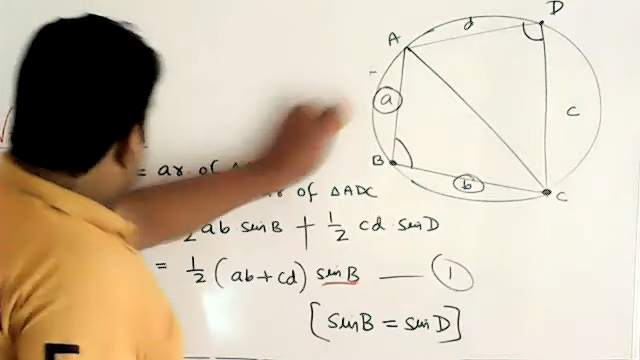 D
A
d
a
c
B
b
C
= ar of Δ
of ΔADC
ab sinB + 1/2 cd sinD
= 1/2 (ab+cd) sinB —— 1
[sinB = sinD]